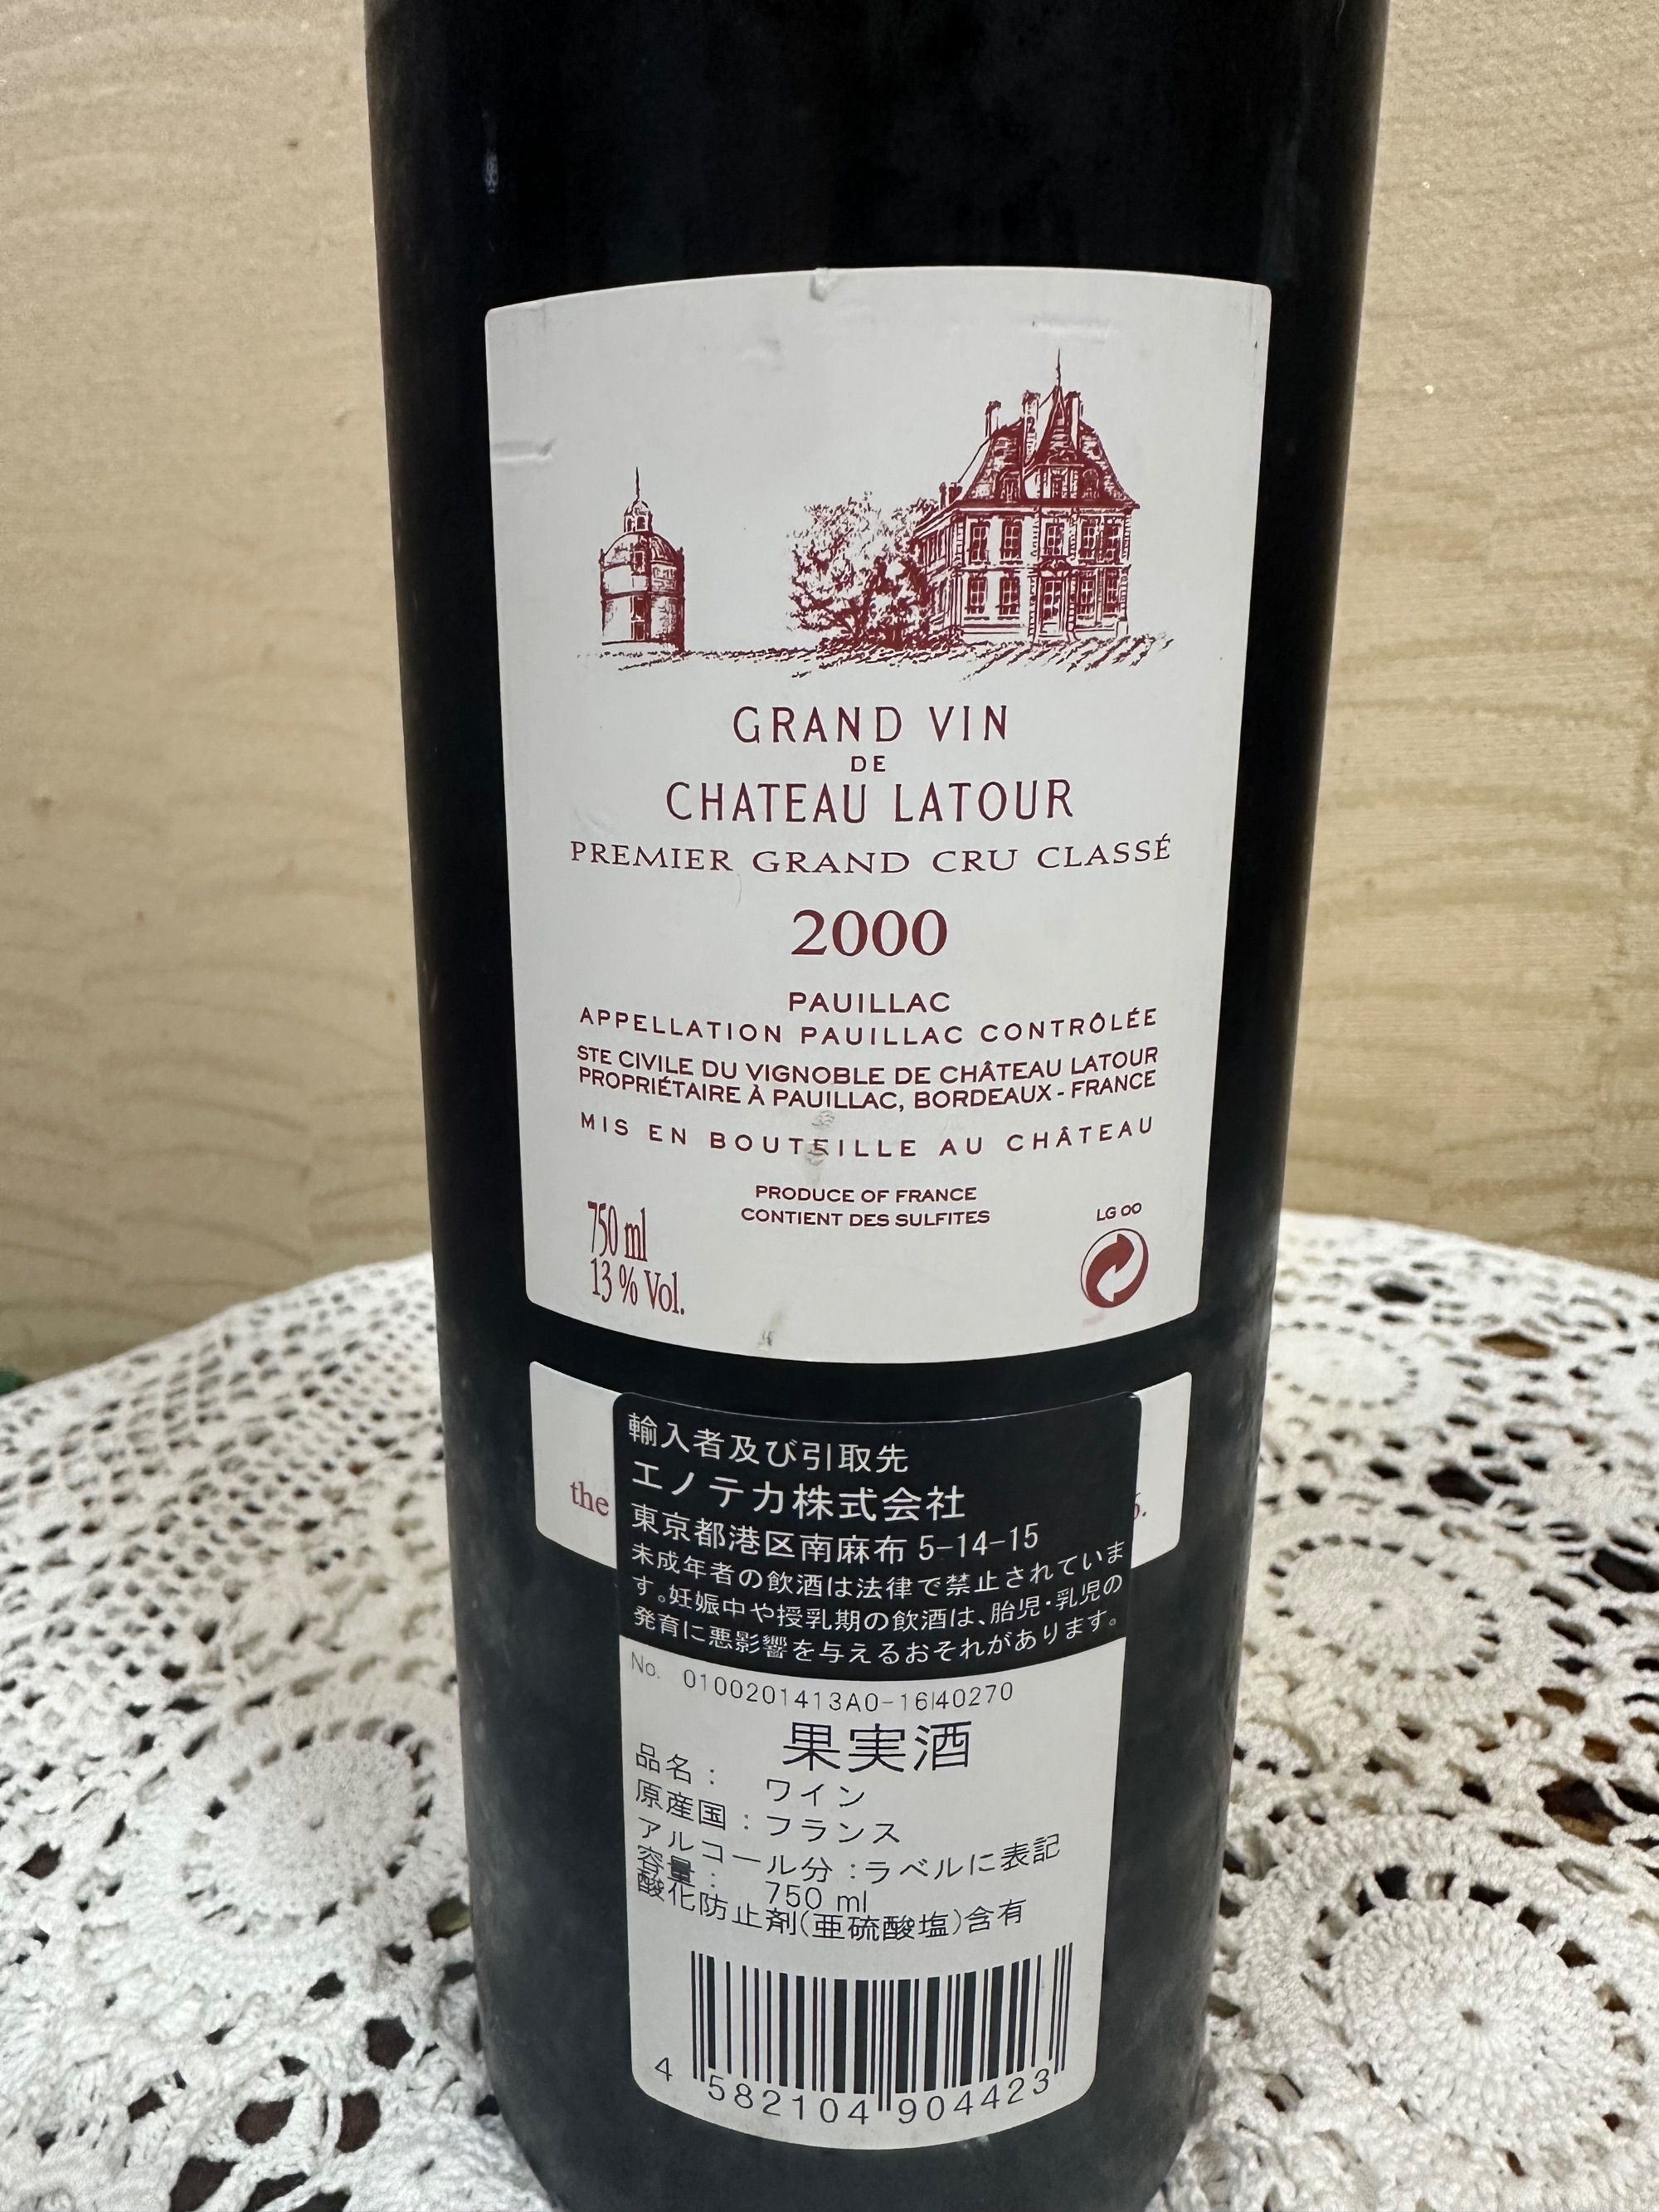 GRAND VIN
DE
CHATEAU LATOUR
PREMIER GRAND CRU CLASSÉ
2000
PAUILLAC
APPELLATION PAUILLAC CONTRÔLÉE
STE CIVILE DU VIGNOBLE DE CHÂTEAU LATOUR
PROPRIÉTAIRE À PAUILLAC, BORDEAUX - FRANCE
MIS EN BOUTEILLE AU CHÂTEAU
PRODUCE OF FRANCE
CONTIENT DES SULFITES
750 ml
13 % Vol.
LG 00
the
輸入者及び引取先
エノテカ株式会社
東京都港区南麻布 5-14-15
未成年者の飲酒は法律で禁止されていま
す。妊娠中や授乳期の飲酒は、胎児・乳児の
発育に悪影響を与えるおそれがあります。
No. 0100201413A0-16140270
果実酒
品名: ワイン
原産国:フランス
アルコール分:ラベルに表記
容量: 750 ml
酸化防止剤(亜硫酸塩)含有
4 582104 904423